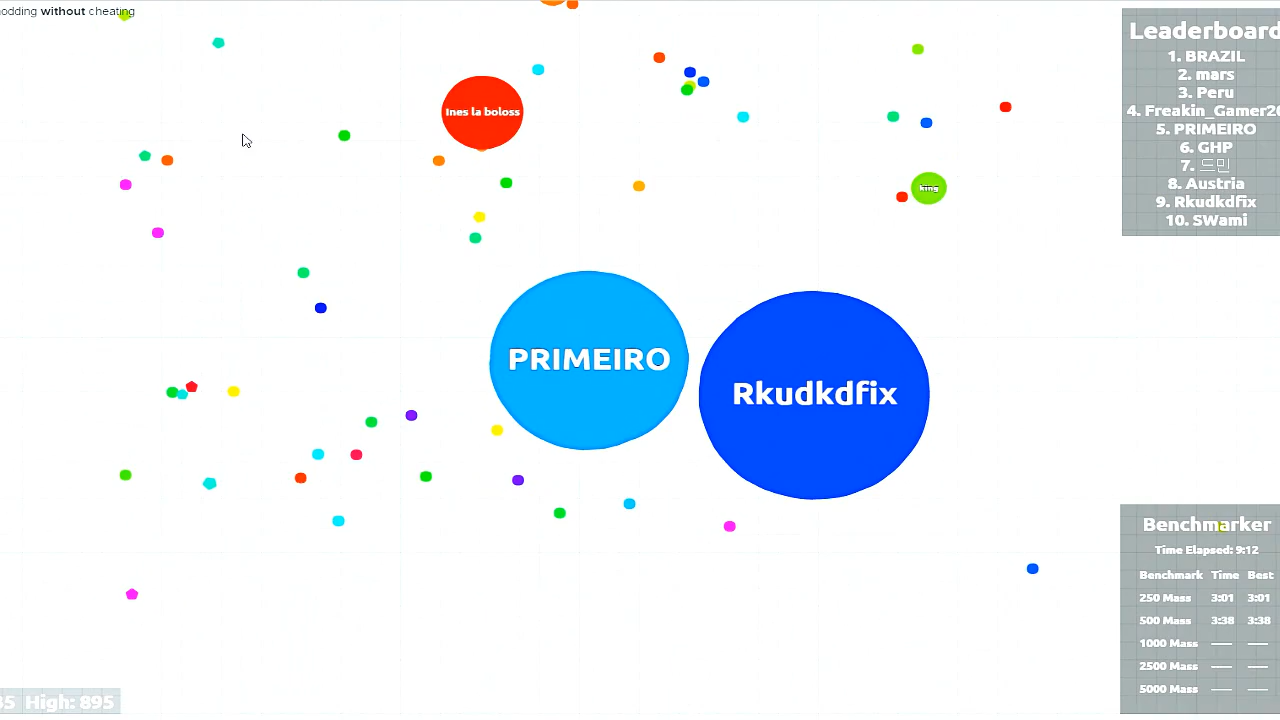 odding without cheating
Leaderboard
1. BRAZIL
2. mars
3. Peru
4. Freakin_Gamer20
5. PRIMEIRO
6. GHP
7. 드민
8. Austria
9. Rkudkdfix
10. SWami
Ines la boloss
king
PRIMEIRO
Rkudkdfix
Benchmarker
Time Elapsed: 9:12
Benchmark Time Best
250 Mass 3:01 3:01
500 Mass 3:38 3:38
1000 Mass —— ——
2500 Mass —— ——
5000 Mass —— ——
35 High: 895